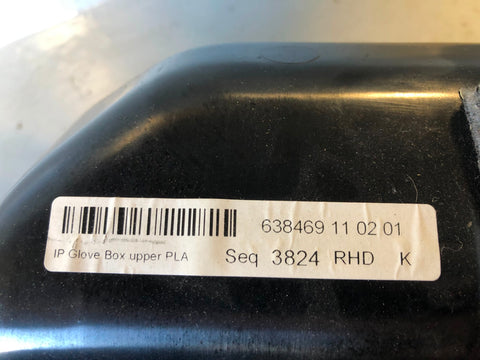 638469 11 02 01
IP Glove Box upper PLA
Seq 3824 RHD K